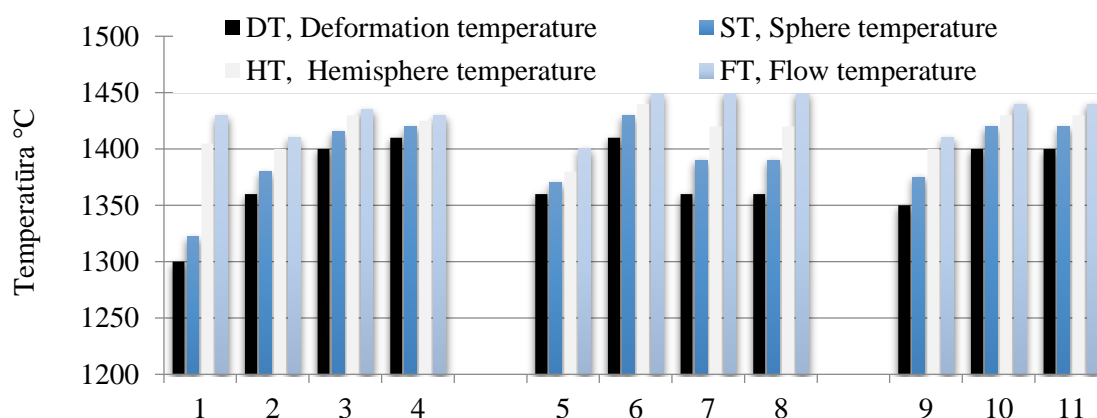 1500
DT, Deformation temperature
ST, Sphere temperature
HT, Hemisphere temperature
FT, Flow temperature
1450
1400
1350
1300
1250
1200
Temperatūra °C
1 2 3 4 5 6 7 8 9 10 11